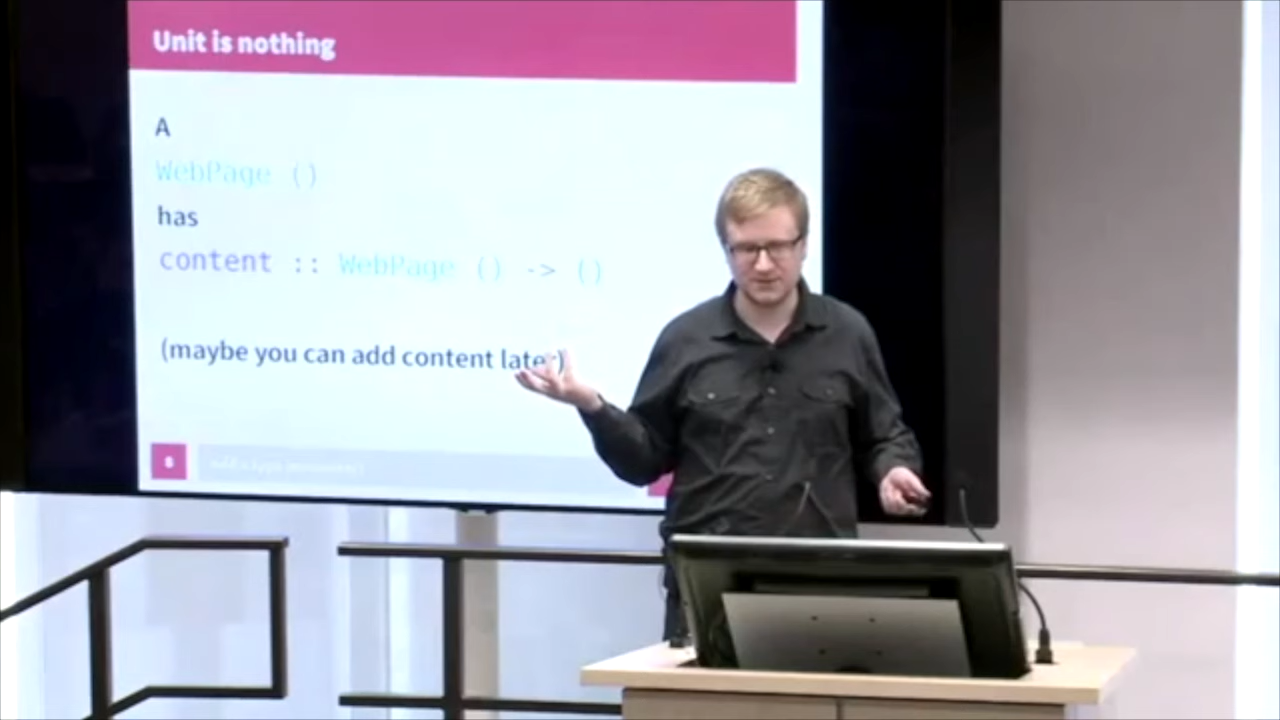 Unit is nothing
A
WebPage ()
has
content :: WebPage () -> ()
(maybe you can add content later)
8